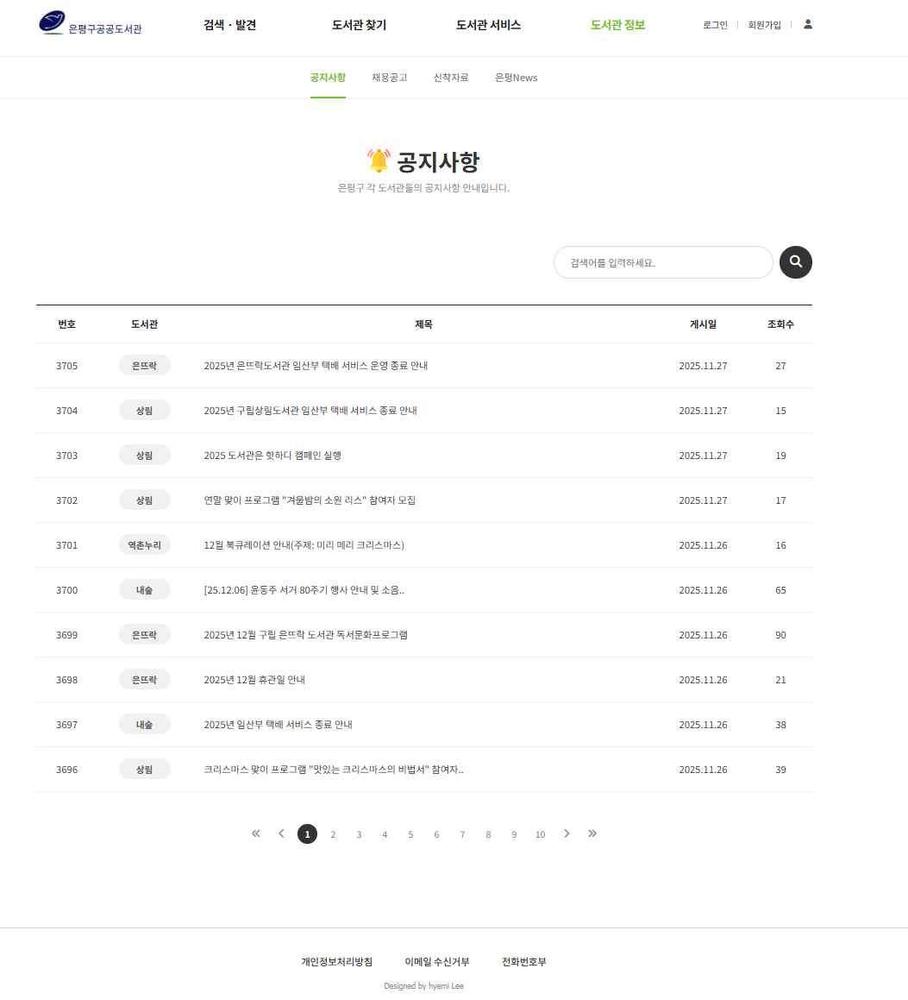 은평구공공도서관 검색 · 발견 도서관 찾기 도서관 서비스 도서관 정보 로그인 회원가입
공지사항 채용공고 신착자료 은평News
공지사항
은평구 각 도서관들의 공지사항 안내입니다.
검색어를 입력하세요.
번호 도서관 제목 게시일 조회수
3705 은뜨락 2025년 은뜨락도서관 임산부 택배 서비스 운영 종료 안내 2025.11.27 27
3704 상림 2025년 구립상림도서관 임산부 택배 서비스 종료 안내 2025.11.27 15
3703 상림 2025 도서관은 핫하다 캠페인 실행 2025.11.27 19
3702 상림 연말 맞이 프로그램 "겨울밤의 소원 리스" 참여자 모집 2025.11.27 17
3701 역촌누리 12월 북큐레이션 안내(주제: 미리 메리 크리스마스) 2025.11.26 16
3700 내숲 [25.12.06] 윤동주 서거 80주기 행사 안내 및 소음.. 2025.11.26 65
3699 은뜨락 2025년 12월 구립 은뜨락 도서관 독서문화프로그램 2025.11.26 90
3698 은뜨락 2025년 12월 휴관일 안내 2025.11.26 21
3697 내숲 2025년 임산부 택배 서비스 종료 안내 2025.11.26 38
3696 상림 크리스마스 맞이 프로그램 "맛있는 크리스마스의 비법서" 참여자.. 2025.11.26 39
1 2 3 4 5 6 7 8 9 10
개인정보처리방침 이메일 수신거부 전화번호부
Designed by hyemi Lee